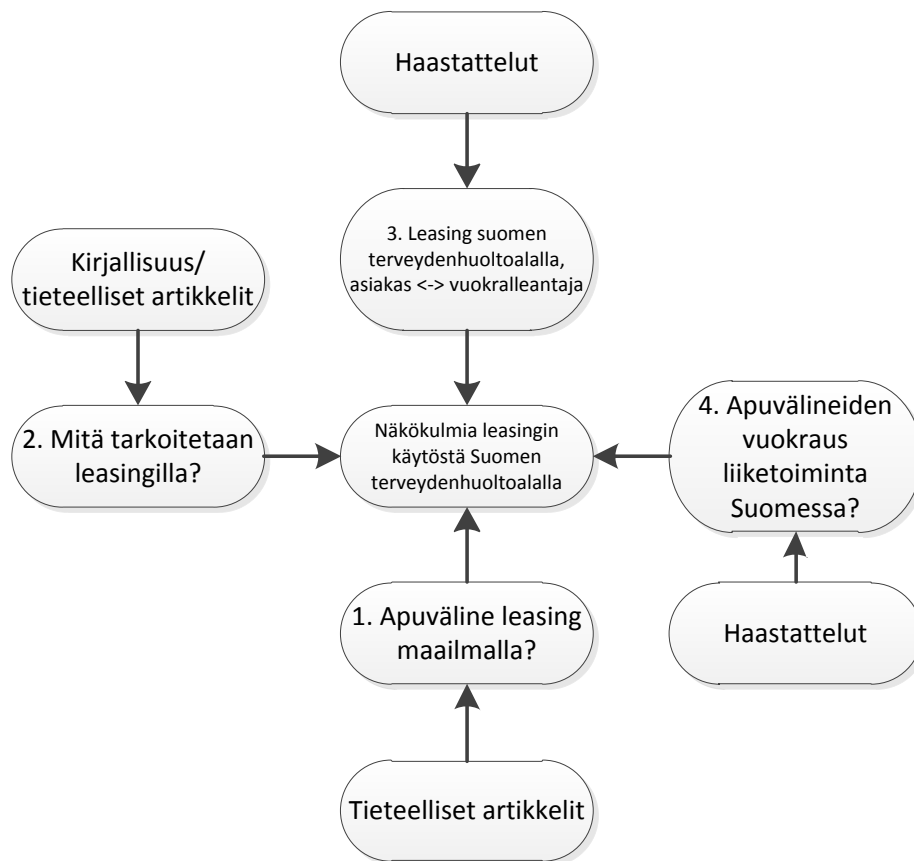 Haastattelut
3. Leasing suomen
terveydenhuoltoalalla,
asiakas <-> vuokralleantaja
Kirjallisuus/
tieteelliset artikkelit
2. Mitä tarkoitetaan
leasingilla?
Näkökulmia leasingin
käytöstä Suomen
terveydenhuoltoalalla
4. Apuvälineiden
vuokraus
liiketoiminta
Suomessa?
1. Apuväline leasing
maailmalla?
Haastattelut
Tieteelliset artikkelit